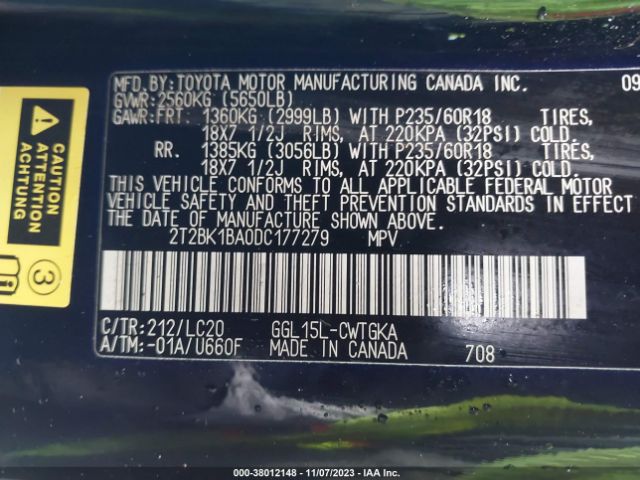 MFD.BY:TOYOTA MOTOR MANUFACTURING CANADA INC. 09
GVWR:2560KG (5650LB)
GAWR:FRT. 1360KG (2999LB) WITH P235/60R18 TIRES,
18X7 1/2J RIMS, AT 220KPA (32PSI) COLD.
RR. 1385KG (3056LB) WITH P235/60R18 TIRES,
18X7 1/2J RIMS, AT 220KPA (32PSI) COLD.
THIS VEHICLE CONFORMS TO ALL APPLICABLE FEDERAL MOTOR
VEHICLE SAFETY AND THEFT PREVENTION STANDARDS IN EFFECT
ON THE DATE OF MANUFACTURE SHOWN ABOVE.
2T2BK1BA0DC177279 MPV
C/TR:212/LC20 GGL15L-CWTGKA
A/TM:-01A/U660F MADE IN CANADA 708
CAUTION
ATTENTION
ACHTUNG
3
000-38012148 - 11/07/2023 - IAA Inc.